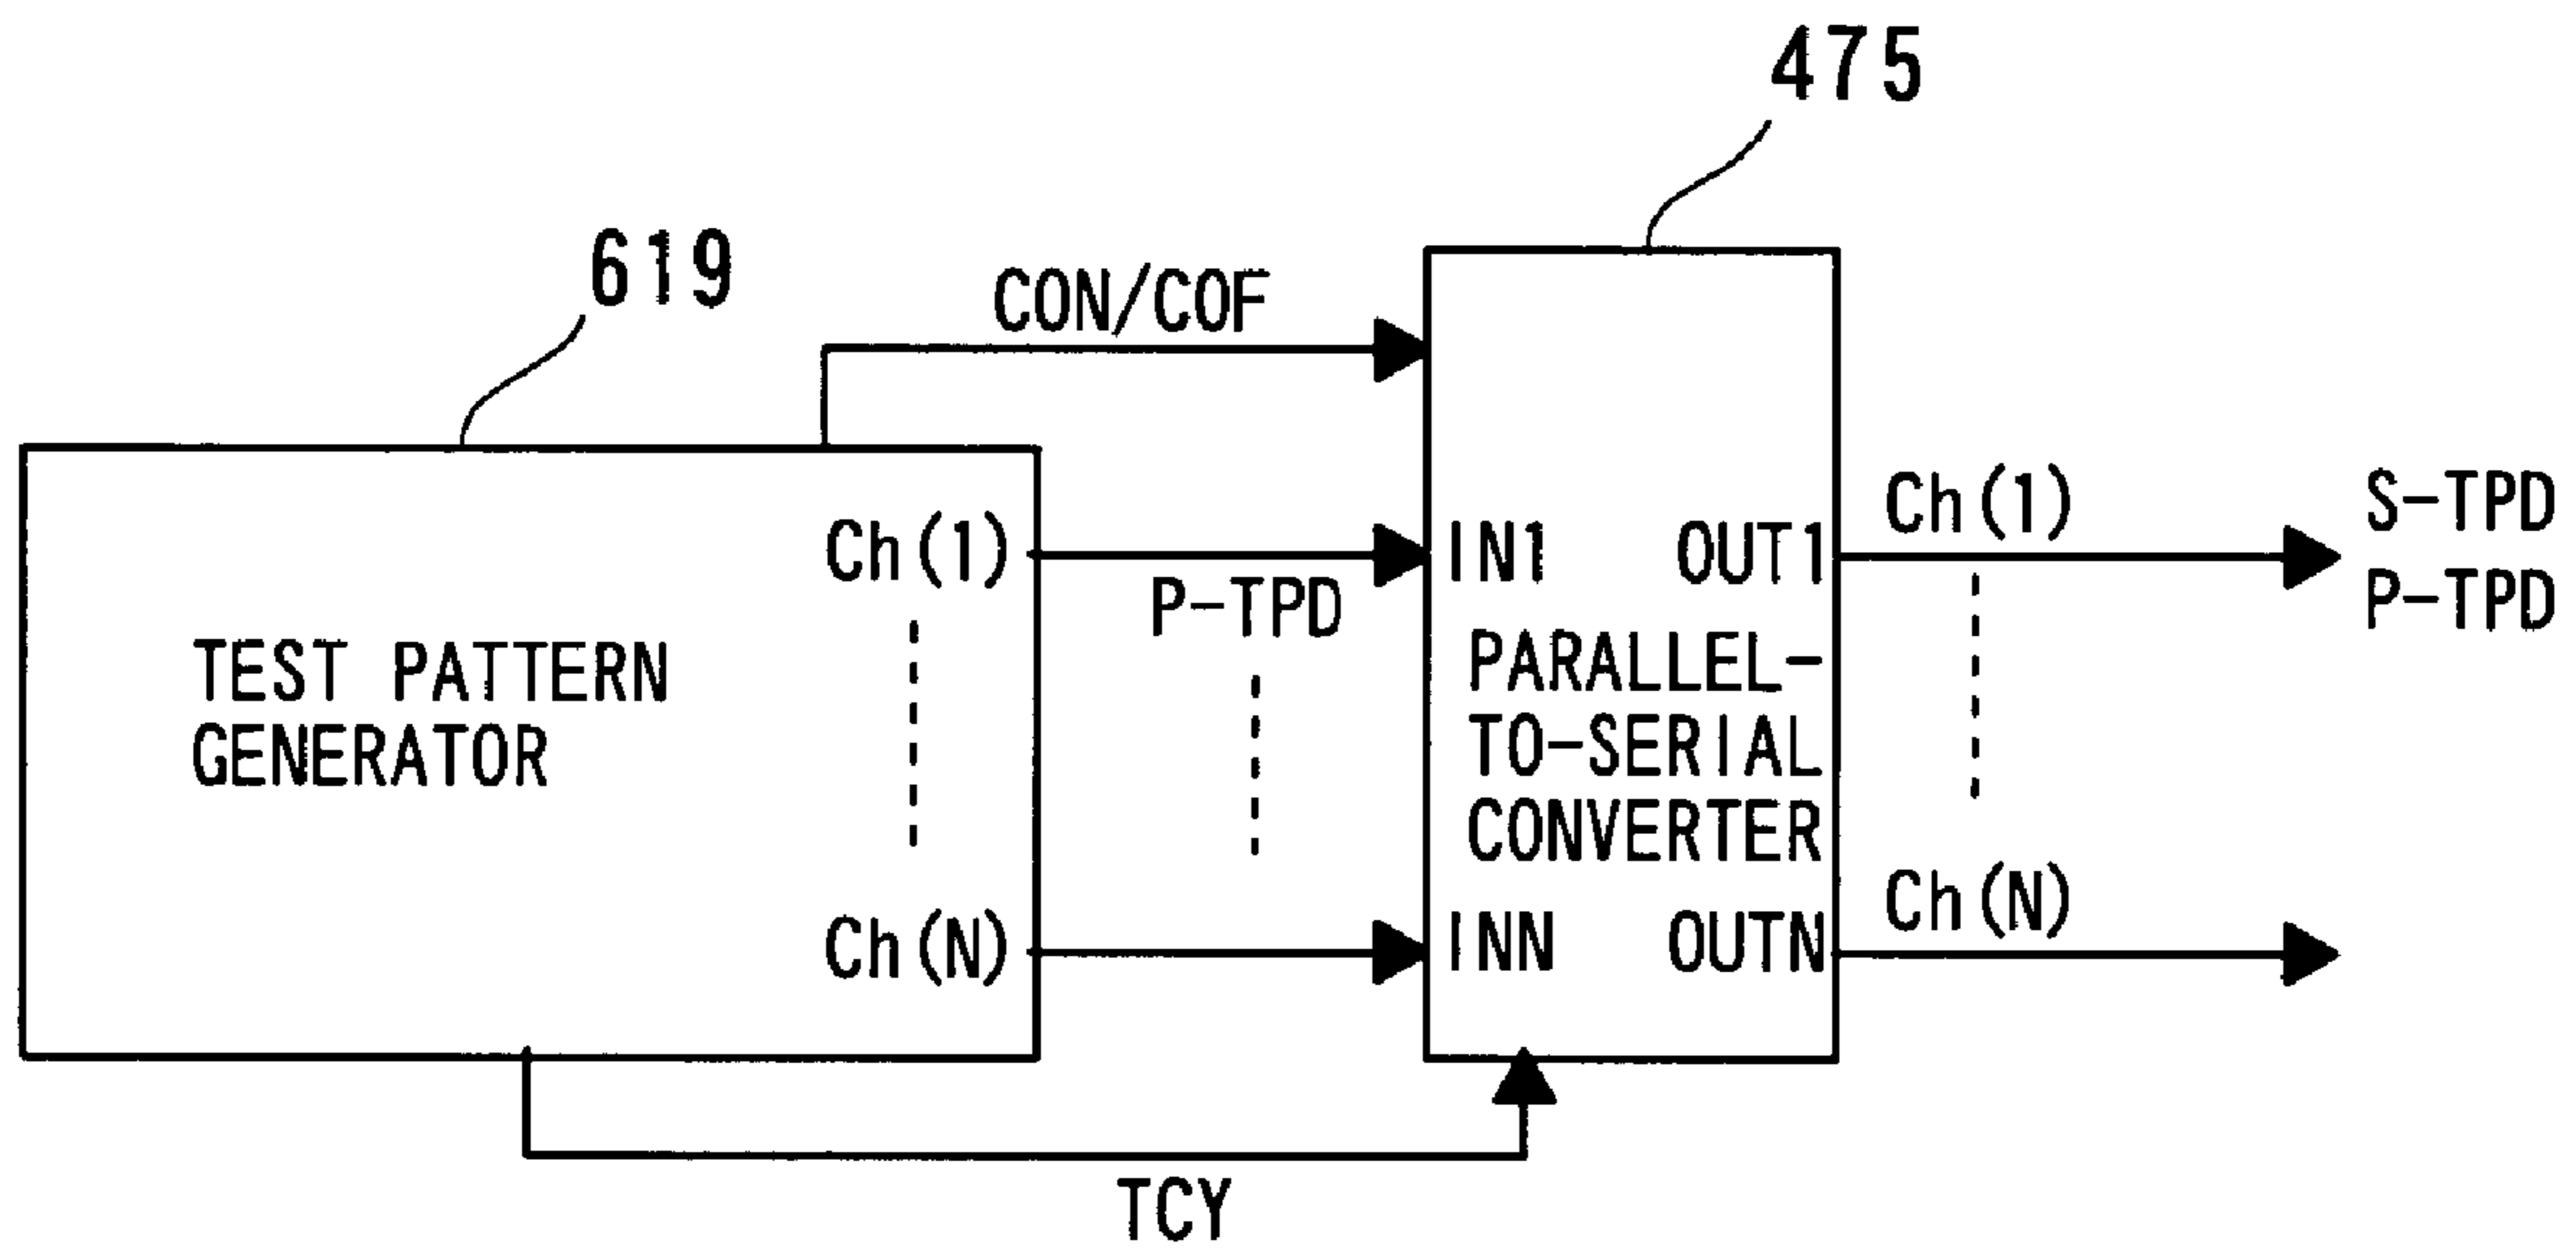 475
619
CON/COF
Ch(1)
P-TPD
Ch(N)
TEST PATTERN
GENERATOR
IN1 OUT1
PARALLEL-
TO-SERIAL
CONVERTER
INN OUTN
Ch(1)
Ch(N)
S-TPD
P-TPD
TCY